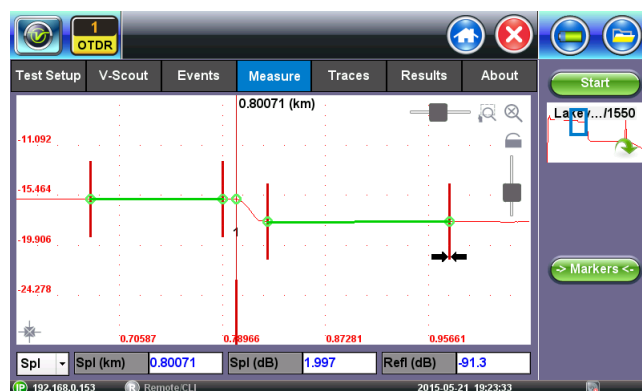 1
OTDR
Test Setup V-Scout Events Measure Traces Results About
Start
0.80071 (km)
Lakev.../1550
-11.092
-15.464
-19.906
1
-24.278
-> Markers <-
0.70587 0.78966 0.87281 0.95661
Spl Spl (km) 0.80071 Spl (dB) 1.997 Refl (dB) -91.3
IP 192.168.0.153 R Remote/CLI 2015-05-21 19:23:33